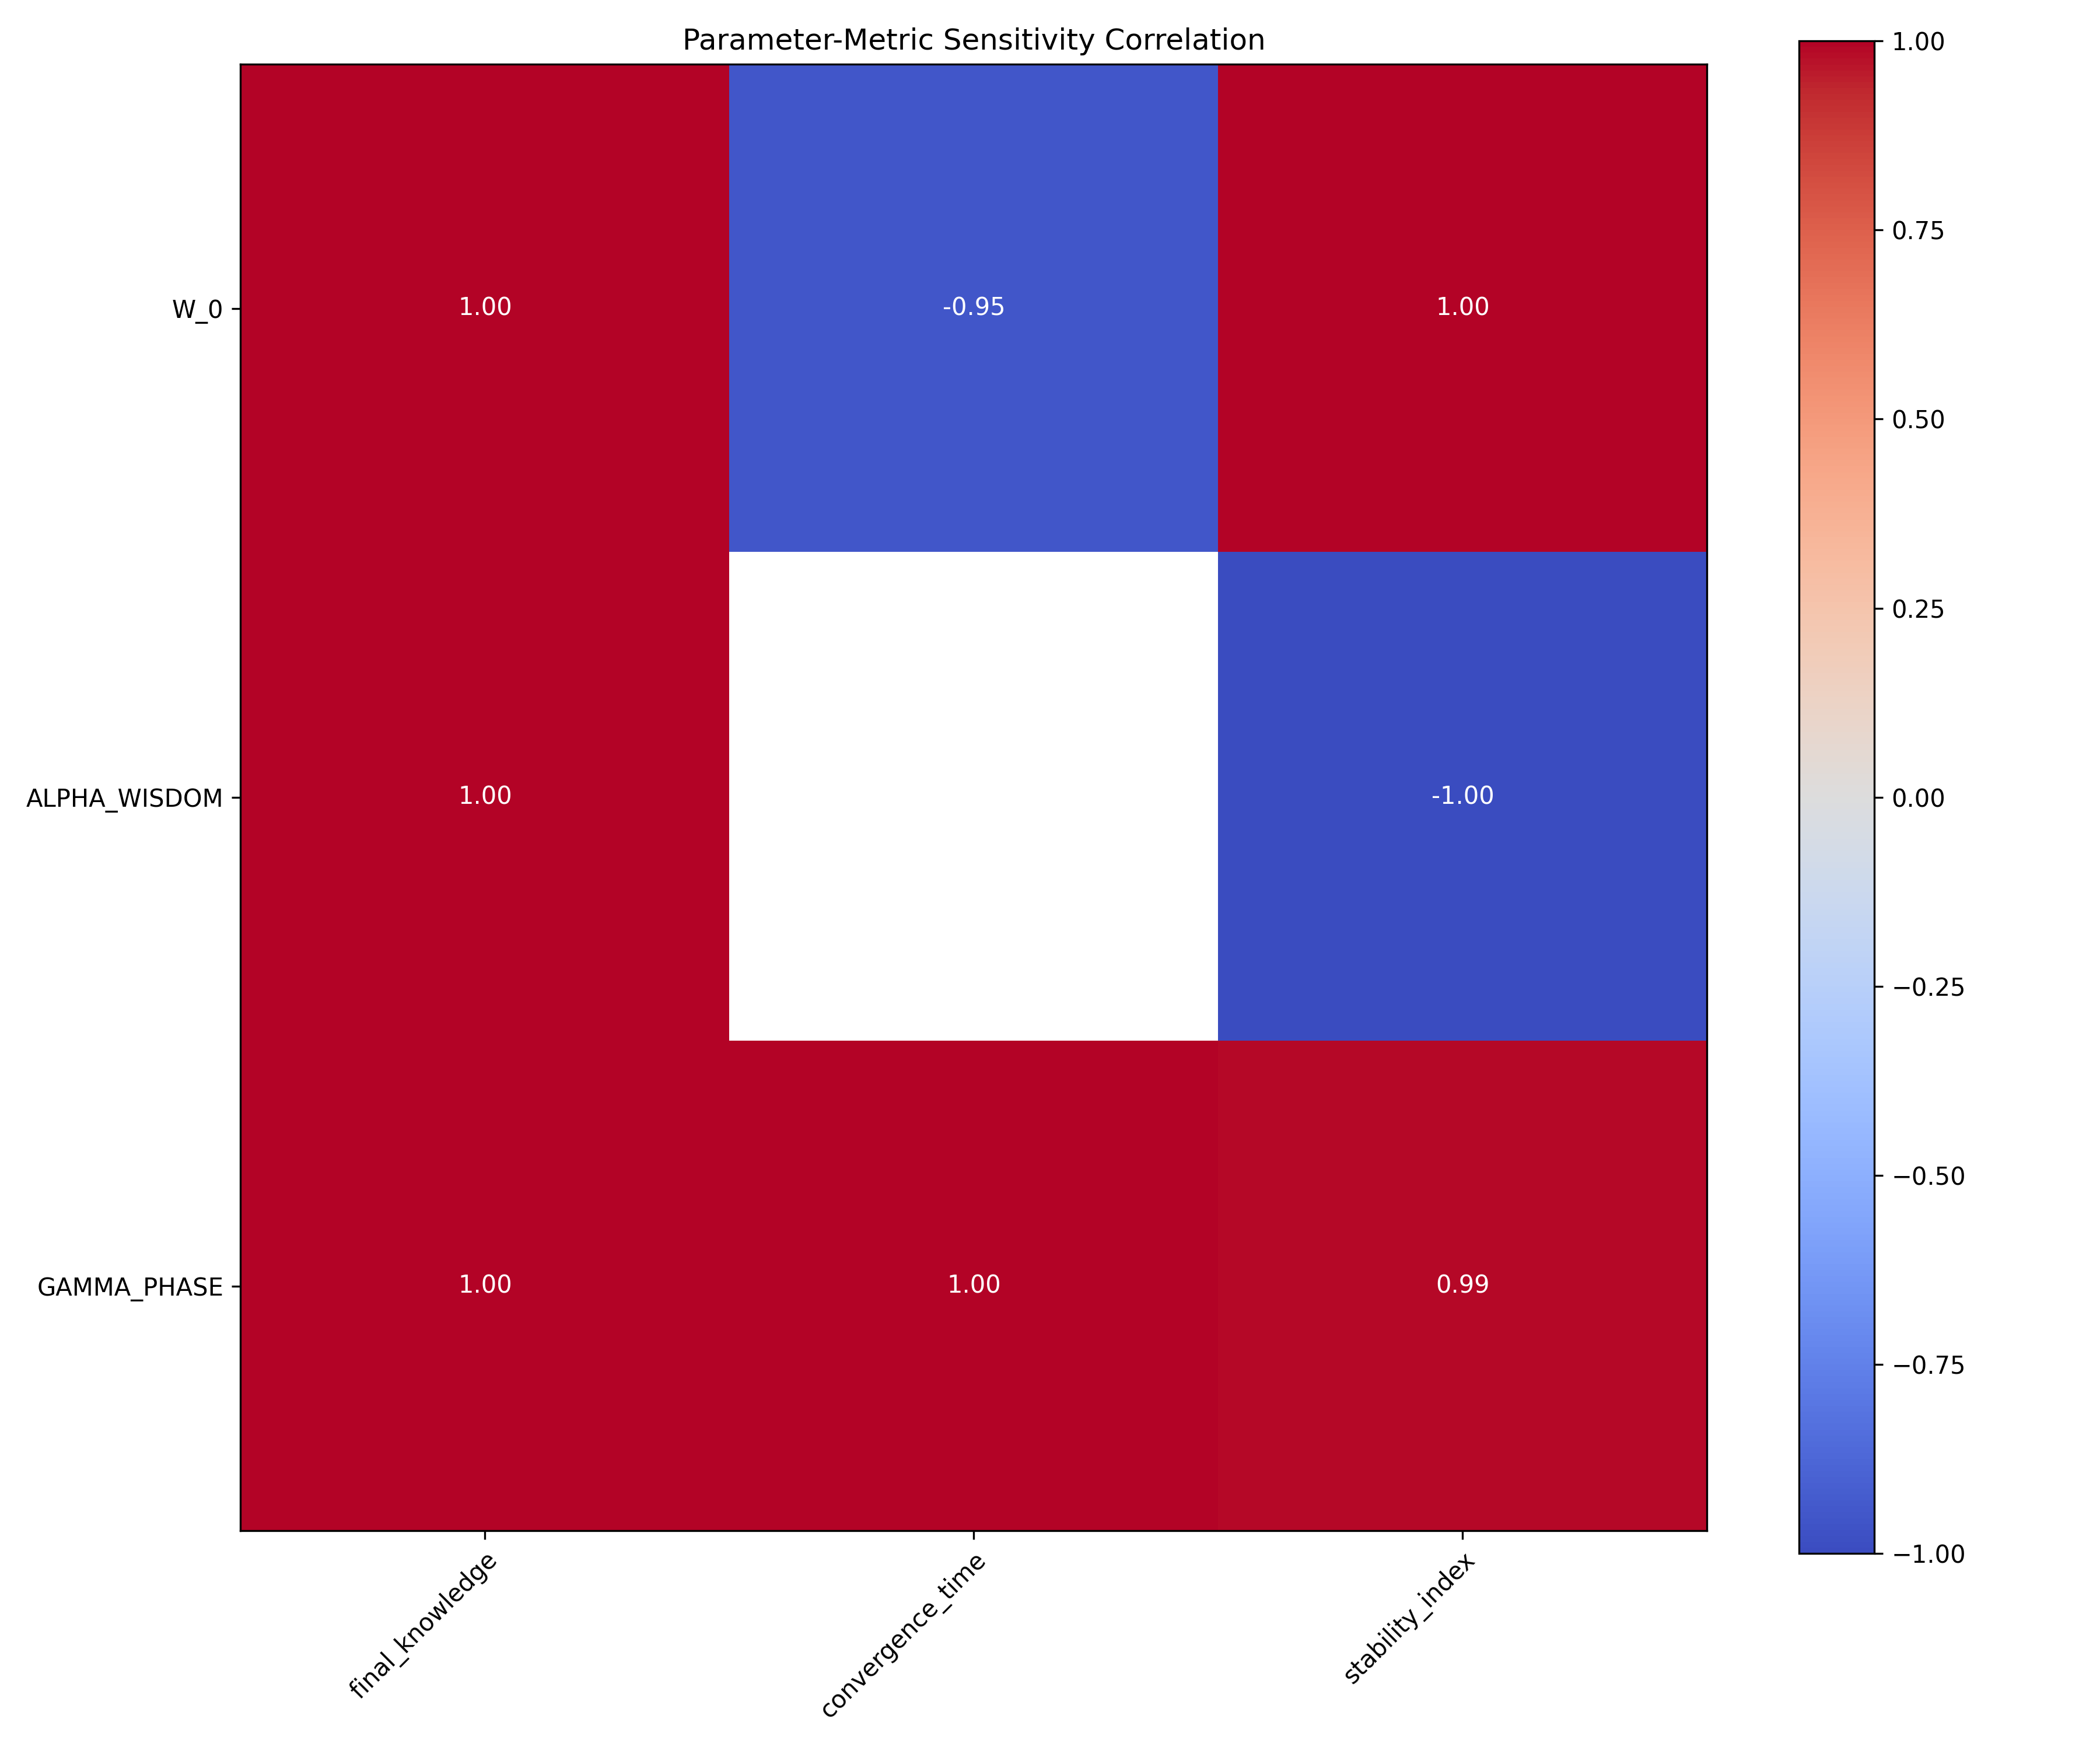 Parameter-Metric Sensitivity Correlation
W_0
1.00
-0.95
1.00
ALPHA_WISDOM
1.00
-1.00
GAMMA_PHASE
1.00
1.00
0.99
final_knowledge
convergence_time
stability_index
1.00
0.75
0.50
0.25
0.00
−0.25
−0.50
−0.75
−1.00